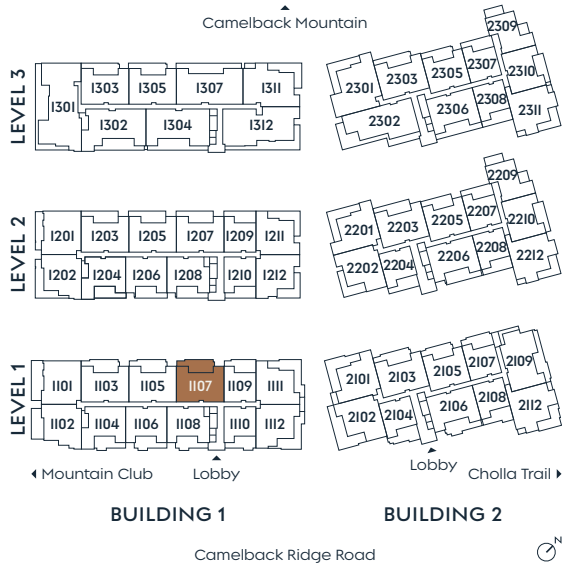 Camelback Mountain
LEVEL 3
1301 1303 1305 1307 1311
1302 1304 1312
2301 2303 2305 2307 2309 2310
2302 2306 2308 2311
LEVEL 2
1201 1203 1205 1207 1209 1211
1202 1204 1206 1208 1210 1212
2201 2203 2205 2207 2209 2210
2202 2204 2206 2208 2212
LEVEL 1
1101 1103 1105 1107 1109 1111
1102 1104 1106 1108 1110 1112
2101 2103 2105 2107 2109
2102 2104 2106 2108 2112
Mountain Club Lobby
Lobby Cholla Trail
BUILDING 1
BUILDING 2
Camelback Ridge Road
N